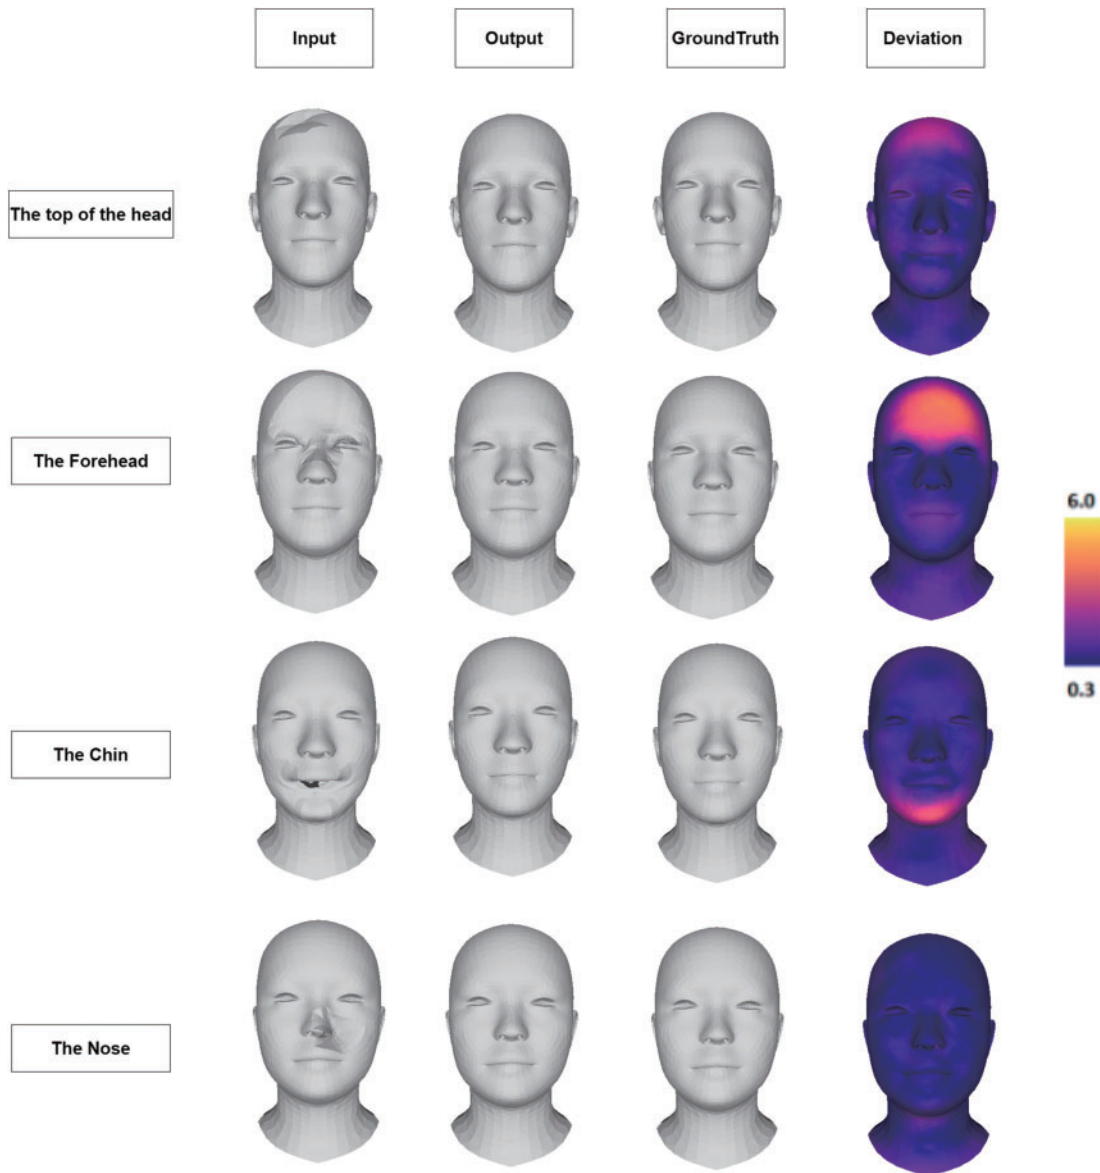 Input
Output
GroundTruth
Deviation
The top of the head
The Forehead
6.0
0.3
The Chin
The Nose